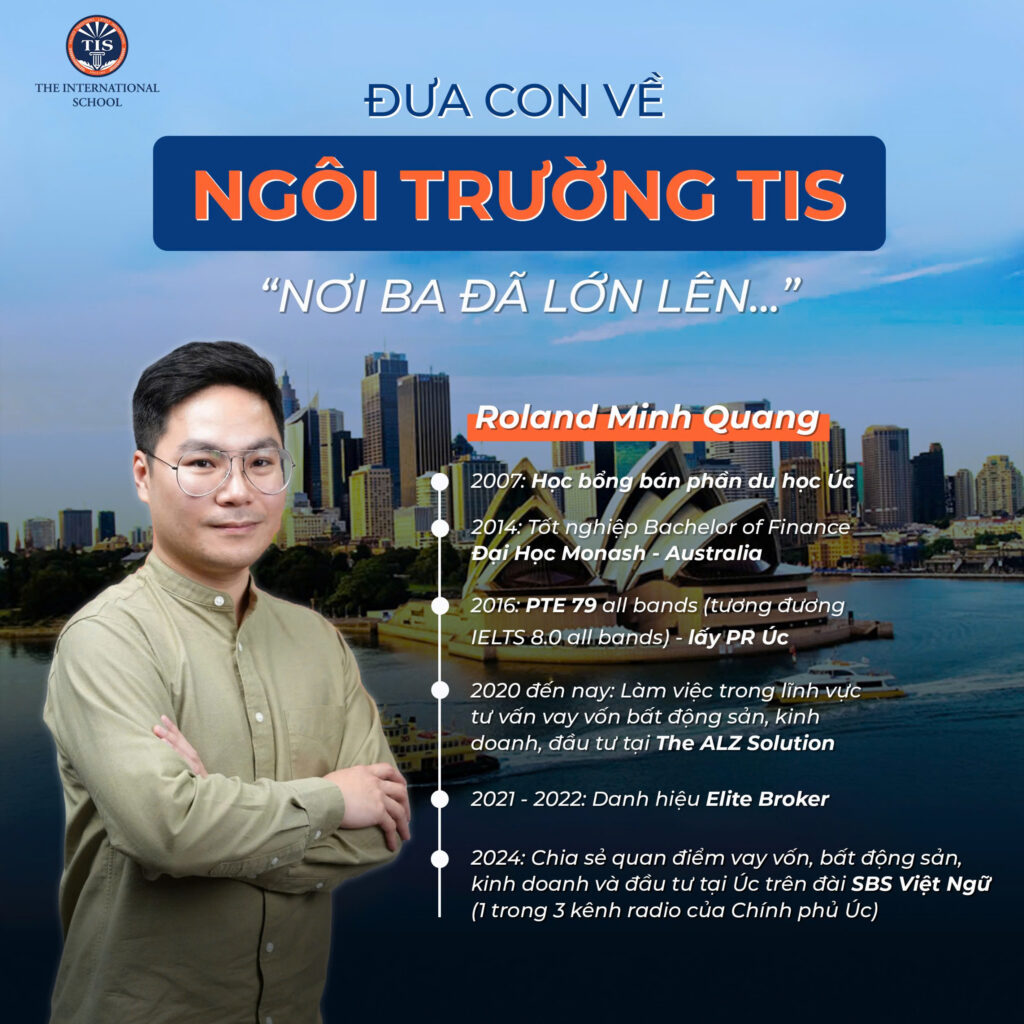 TIS
THE INTERNATIONAL
SCHOOL
ĐƯA CON VỀ
NGÔI TRƯỜNG TIS
“NƠI BA ĐÃ LỚN LÊN...”
Roland Minh Quang
2007: Học bổng bán phần du học Úc
2014: Tốt nghiệp Bachelor of Finance
Đại Học Monash - Australia
2016: PTE 79 all bands (tương đương
IELTS 8.0 all bands) - lấy PR Úc
2020 đến nay: Làm việc trong lĩnh vực
tư vấn vay vốn bất động sản, kinh
doanh, đầu tư tại The ALZ Solution
2021 - 2022: Danh hiệu Elite Broker
2024: Chia sẻ quan điểm vay vốn, bất động sản,
kinh doanh và đầu tư tại Úc trên đài SBS Việt Ngữ
(1 trong 3 kênh radio của Chính phủ Úc)